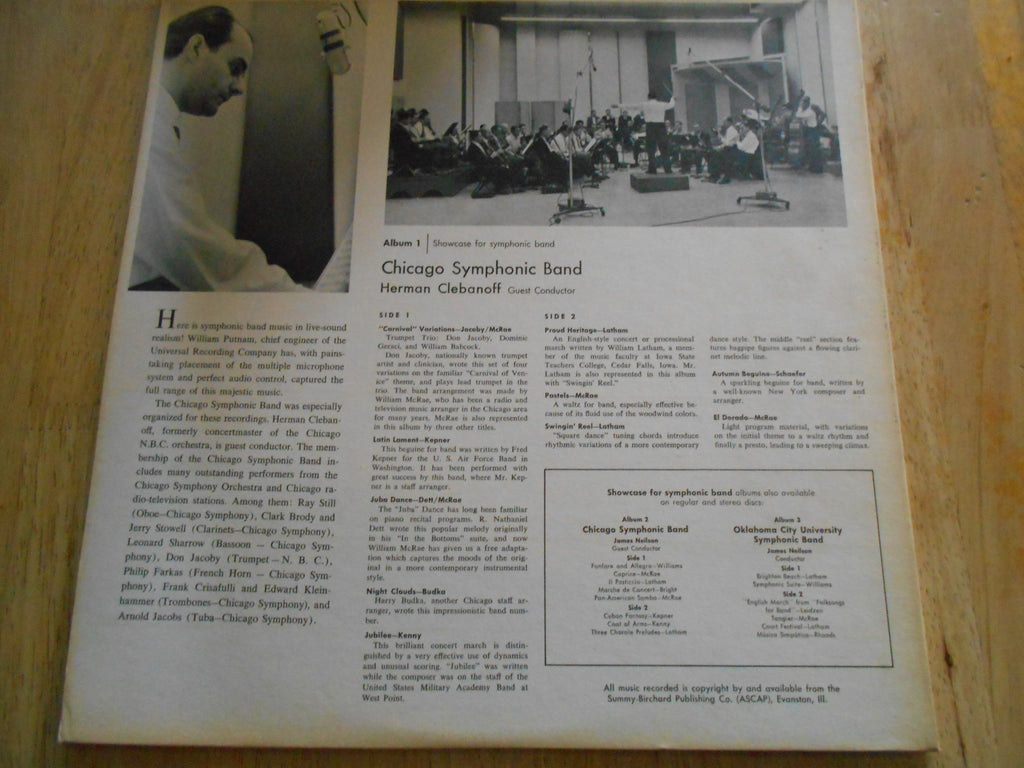 Album 1 | Showcase for symphonic band
Chicago Symphonic Band
Herman Clebanoff Guest Conductor
Here is symphonic band music in live-sound
realism! William Putnam, chief engineer of the
Universal Recording Company has, with pains-
taking placement of the multiple microphone
system and perfect audio control, captured the
full range of this majestic music.
The Chicago Symphonic Band was especially
organized for these recordings. Herman Cleban-
off, formerly concertmaster of the Chicago
N.B.C. orchestra, is guest conductor. The mem-
bership of the Chicago Symphonic Band in-
cludes many outstanding performers from the
Chicago Symphony Orchestra and Chicago ra-
dio-television stations. Among them: Ray Still
(Oboe—Chicago Symphony), Clark Brody and
Jerry Stowell (Clarinets—Chicago Symphony),
Leonard Sharrow (Bassoon — Chicago Sym-
phony), Don Jacoby (Trumpet — N. B. C.),
Philip Farkas (French Horn — Chicago Sym-
phony), Frank Crisafulli and Edward Klein-
hammer (Trombones—Chicago Symphony), and
Arnold Jacobs (Tuba—Chicago Symphony).
SIDE 1
"Carnival" Variations—Jacoby/McRae
Trumpet Trio: Don Jacoby, Dominic
Geraci, and William Babcock.
Don Jacoby, nationally known trumpet
artist and clinician, wrote this set of four
variations on the familiar "Carnival of Ven-
ice" theme, and plays lead trumpet in the
trio. The band arrangement was made by
William McRae, who has been a radio and
television music arranger in the Chicago area
for many years. McRae is also represented
in this album by three other titles.
Latin Lament—Kepner
This beguine for band was written by Fred
Kepner for the U. S. Air Force Band in
Washington. It has been performed with
great success by this band, where Mr. Kep-
ner is a staff arranger.
Juba Dance—Dett/McRae
The "Juba" Dance has long been familiar
on piano recital programs. R. Nathaniel
Dett wrote this popular melody originally
in his "In the Bottoms" suite, and now
William McRae has given us a free adapta-
tion which captures the moods of the orig-
inal in a more contemporary instrumental
style.
Night Clouds—Budka
Harry Budka, another Chicago staff ar-
ranger, wrote this impressionistic band num-
ber.
Jubilee—Kenny
This brilliant concert march is distin-
guished by a very effective use of dynamics
and unusual scoring. "Jubilee" was written
while the composer was on the staff of the
United States Military Academy Band at
West Point.
SIDE 2
Proud Heritage—Latham
An English-style concert or processional
march written by William Latham, a mem-
ber of the music faculty at Iowa State
Teachers College, Cedar Falls, Iowa. Mr.
Latham is also represented in this album
with "Swingin' Reel."
Pastels—McRae
A waltz for band, especially effective be-
cause of its fluid use of the woodwind colors.
Swingin' Reel—Latham
"Square dance" tuning chords introduce
rhythmic variations of a more contemporary
dance style. The middle "reel" section fea-
tures bagpipe figures against a flowing clari-
net melodic line.
Autumn Beguine—Schaefer
A sparkling beguine for band, written by
a well-known New York composer and
arranger.
El Dorado—McRae
Light program material, with variations
on the initial theme to a waltz rhythm and
finally a presto, leading to a sweeping climax.
Showcase for symphonic band albums also available
on regular and stereo discs:
Album 2
Chicago Symphonic Band
James Neilson
Guest Conductor
Side 1
Fanfare and Allegro—Williams
Caprice—McRae
Il Pasticcio—Latham
Marche de Concert—Bright
Pan American Samba—McRae
Side 2
Cuban Fantasy—Kepner
Coat of Arms—Kenny
Three Chorale Preludes—Latham
Album 3
Oklahoma City University
Symphonic Band
James Neilson
Conductor
Side 1
Brighton Beach—Latham
Symphonic Suite—Williams
Side 2
"English March" from "Folksongs
for Band"—Leidzen
Tangier—McRae
Court Festival—Latham
Música Simpática—Rhoads
All music recorded is copyright by and available from the
Summy-Birchard Publishing Co. (ASCAP), Evanston, Ill.